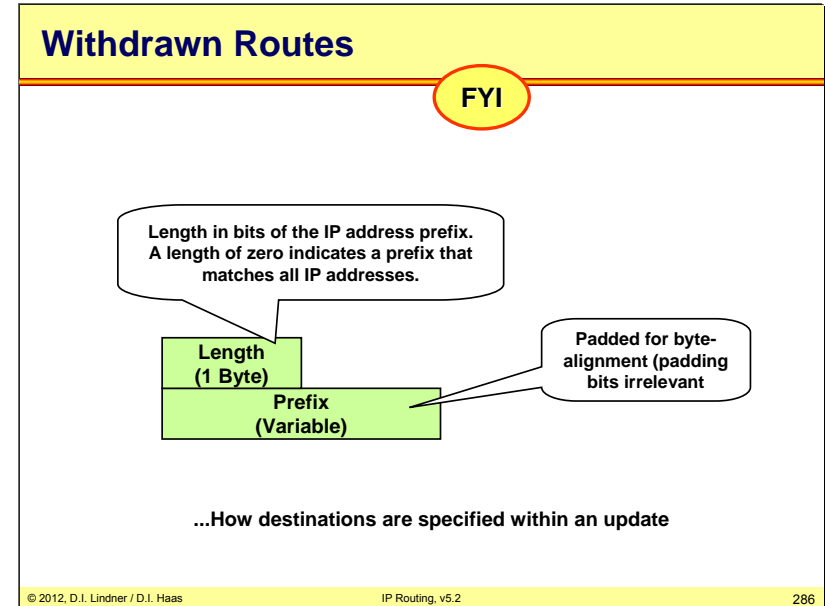 Withdrawn Routes
FYI
Length in bits of the IP address prefix.
A length of zero indicates a prefix that
matches all IP addresses.
Length
(1 Byte)
Prefix
(Variable)
Padded for byte-
alignment (padding
bits irrelevant
...How destinations are specified within an update
© 2012, D.I. Lindner / D.I. Haas
IP Routing, v5.2
286